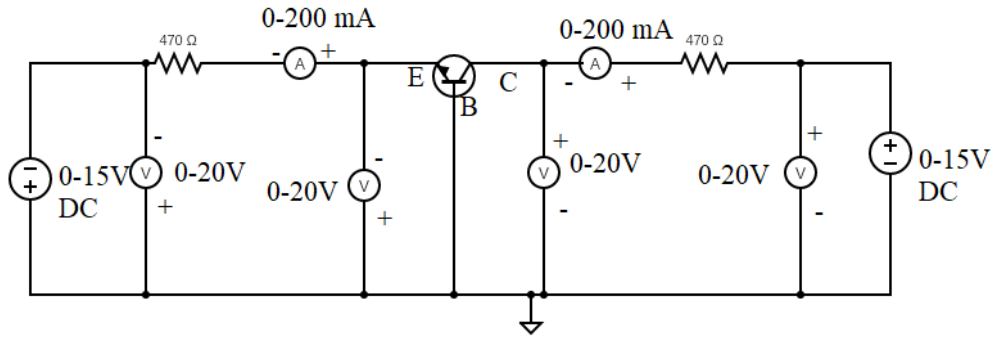 0-200 mA
470 Ω
- A +
0-200 mA
470 Ω
- A +
E
B
C
-
+
0-15V
DC
-
V
+
0-20V
-
0-20V
V
+
+
V
-
0-20V
+
0-20V
V
-
+
-
0-15V
DC